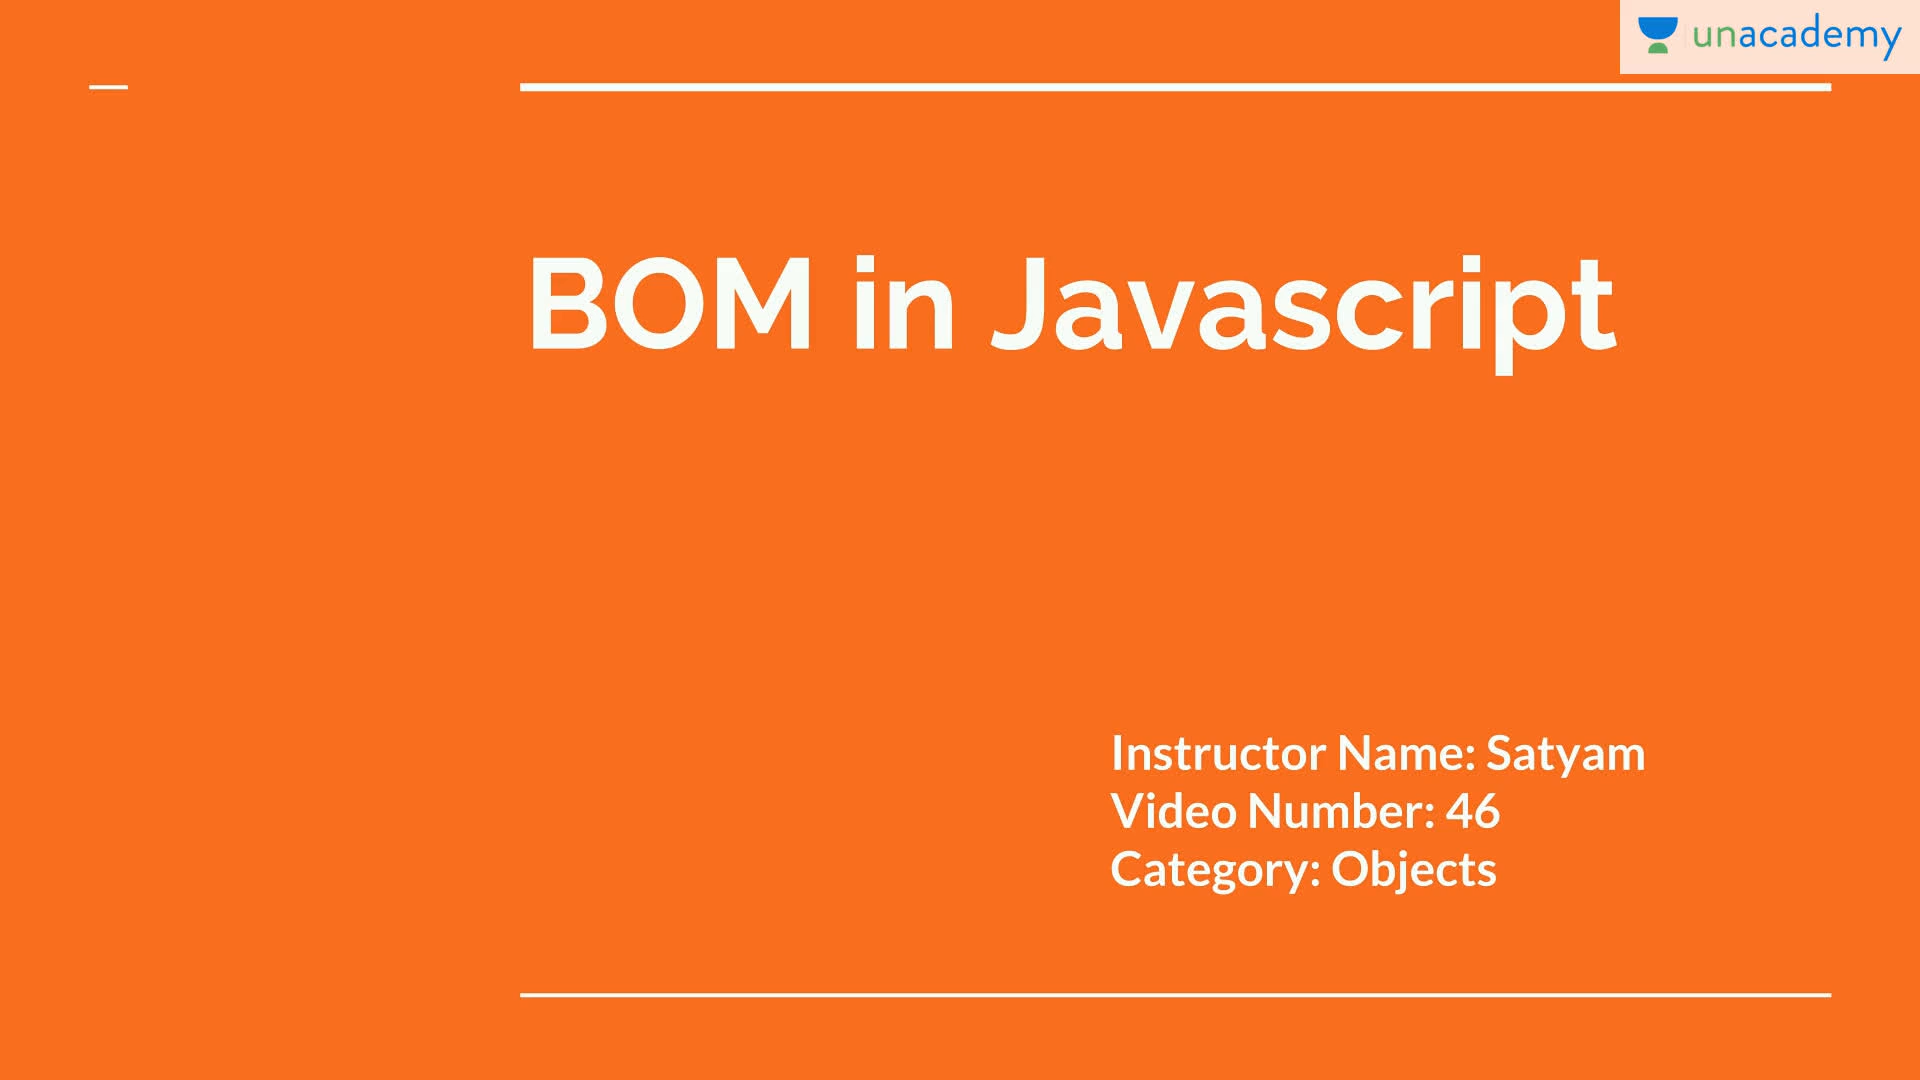 unacademy
BOM in Javascript
Instructor Name: Satyam
Video Number: 46
Category: Objects